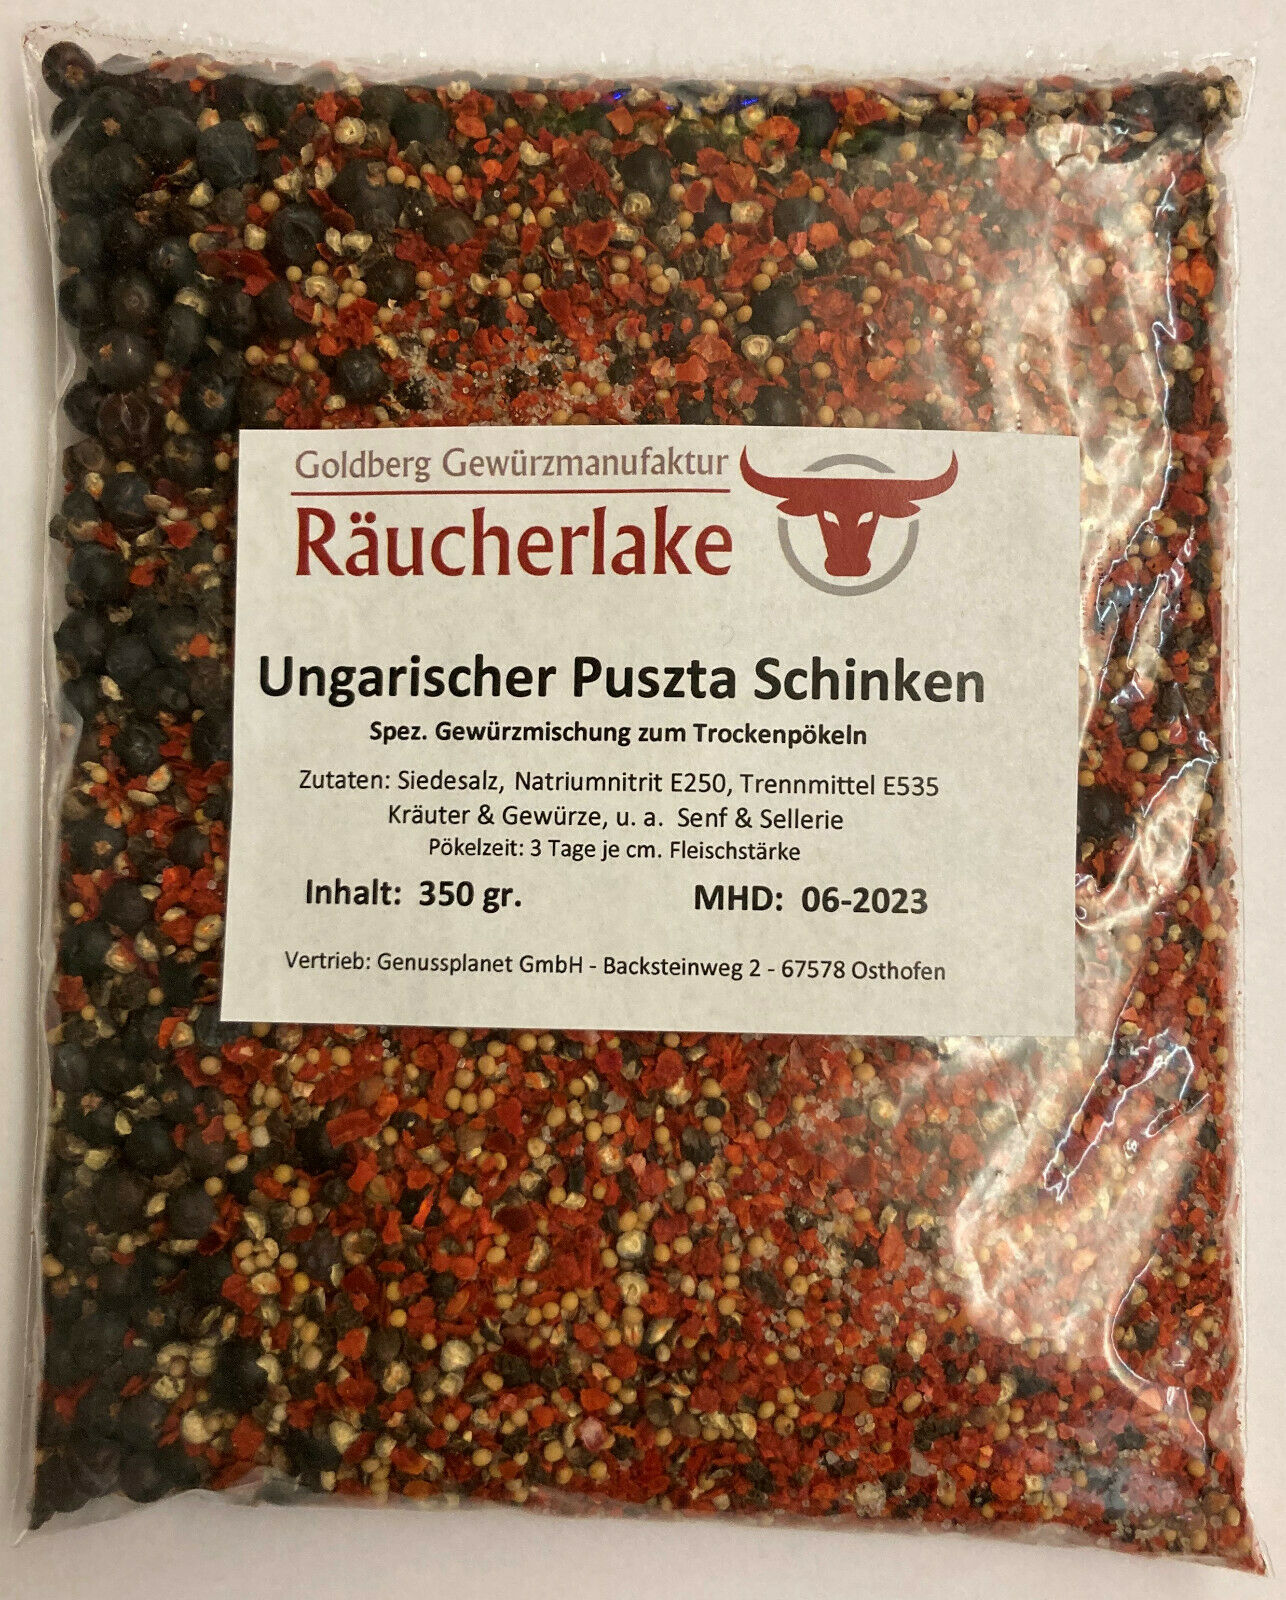 Goldberg Gewürzmanufaktur
Räucherlake
Ungarischer Puszta Schinken
Spez. Gewürzmischung zum Trockenpökeln
Zutaten: Siedesalz, Natriumnitrit E250, Trennmittel E535
Kräuter & Gewürze, u. a. Senf & Sellerie
Pökelzeit: 3 Tage je cm. Fleischstärke
Inhalt: 350 gr. MHD: 06-2023
Vertrieb: Genussplanet GmbH - Backsteinweg 2 - 67578 Osthofen